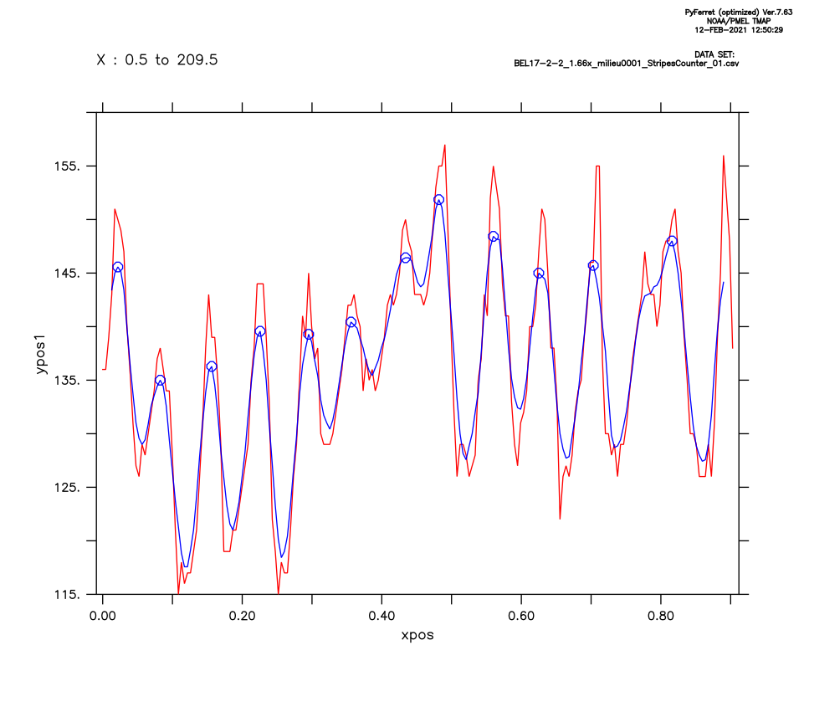 PyFerret (optimized) Ver.7.63
NOAA/PMEL TMAP
12-FEB-2021 12:50:29
DATA SET:
X : 0.5 to 209.5
BEL17-2-2_1.66x_milieu0001_StripesCounter_01.csv
155.
145.
135.
125.
115.
ypos1
0.00 0.20 0.40 0.60 0.80
xpos